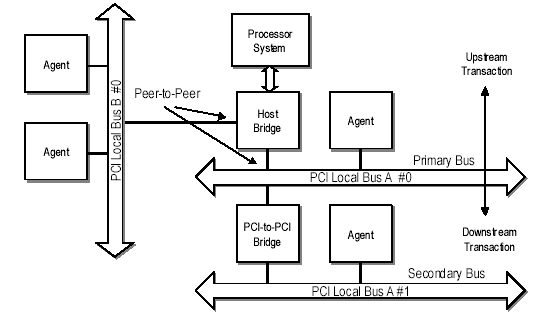 Processor
System
Upstream
Transaction
Agent
PCI Local Bus B #0
Peer-to-Peer
Host
Bridge
Agent
Agent
Primary Bus
PCI Local Bus A #0
PCI-to-PCI
Bridge
Agent
Downstream
Transaction
Secondary Bus
PCI Local Bus A #1